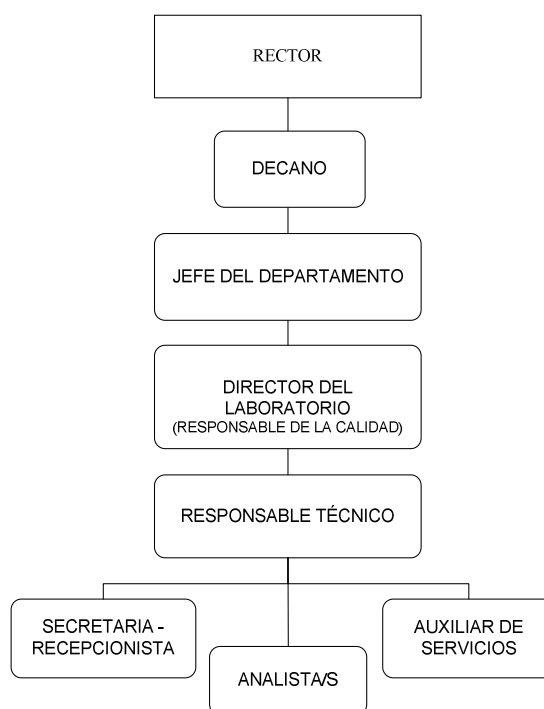 RECTOR
DECANO
JEFE DEL DEPARTAMENTO
DIRECTOR DEL
LABORATORIO
(RESPONSABLE DE LA CALIDAD)
RESPONSABLE TÉCNICO
SECRETARIA -
RECEPCIONISTA
ANALISTA/S
AUXILIAR DE
SERVICIOS